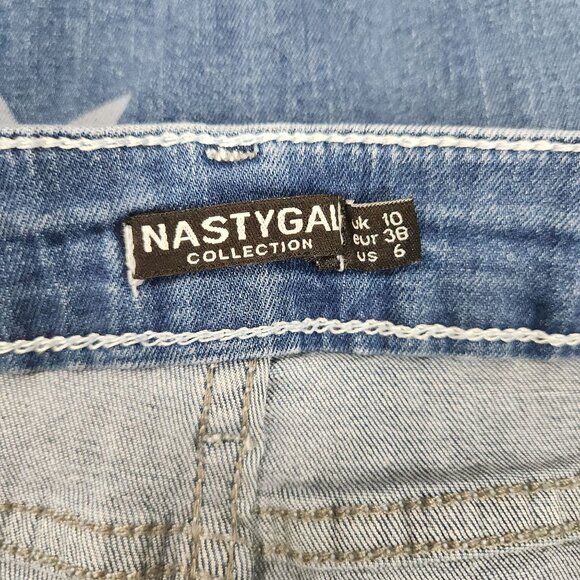 NASTYGAL
COLLECTION
uk 10
eur 38
us 6